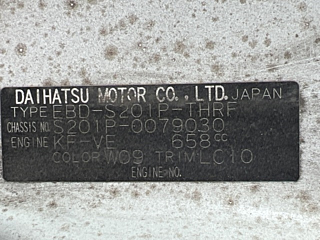 DAIHATSU MOTOR CO., LTD. JAPAN
TYPE EBD-S201P-THRF
CHASSIS NO. S201P-0079030
ENGINE KF-VE 658cc
COLOR W09 TRIM LC10
ENGINE NO.